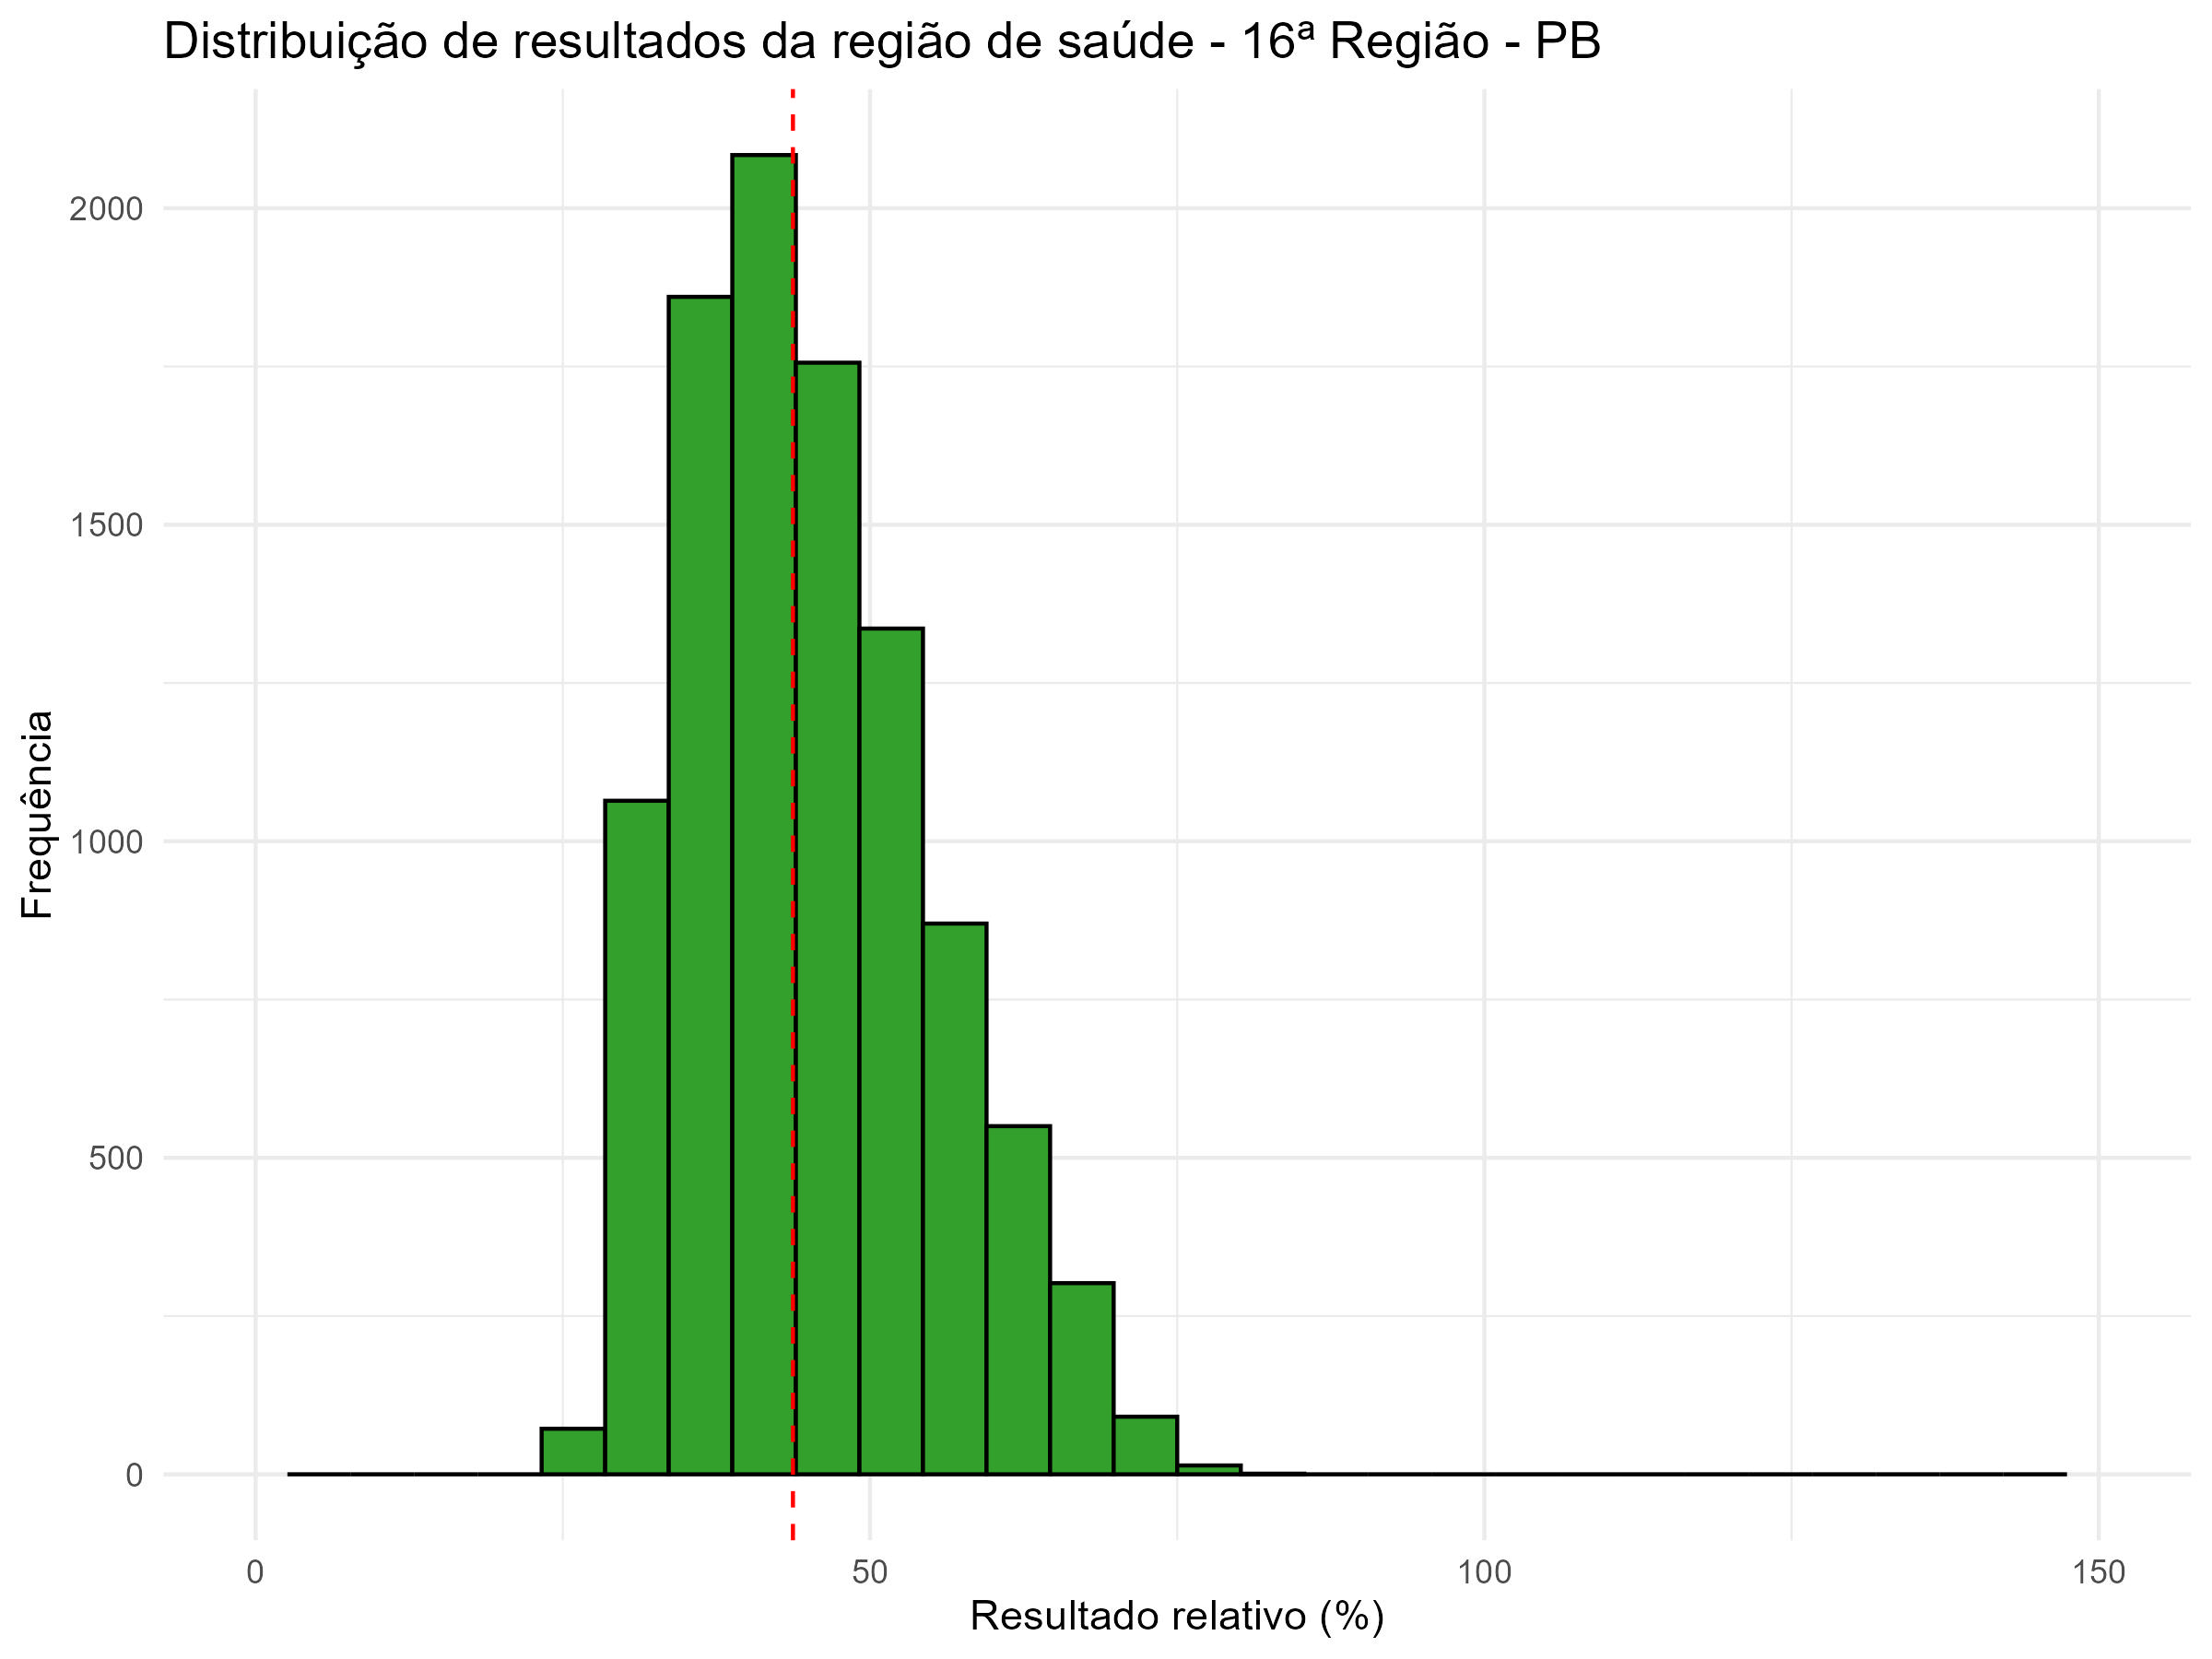 Distribuição de resultados da região de saúde - 16ª Região - PB
Frequência
2000
1500
1000
500
0
0 50 100 150
Resultado relativo (%)